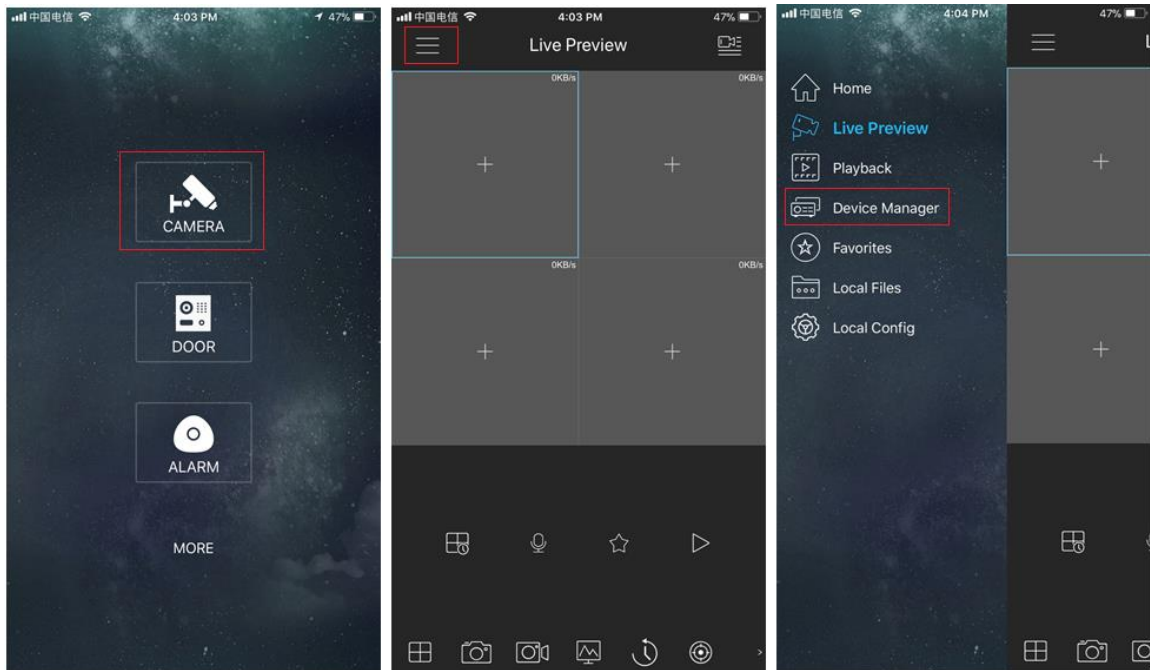 中国电信
4:03 PM
47%
CAMERA
DOOR
ALARM
MORE
中国电信
4:03 PM
47%
Live Preview
0KB/s
0KB/s
0KB/s
0KB/s
中国电信
4:04 PM
47%
L
Home
Live Preview
Playback
Device Manager
Favorites
Local Files
Local Config